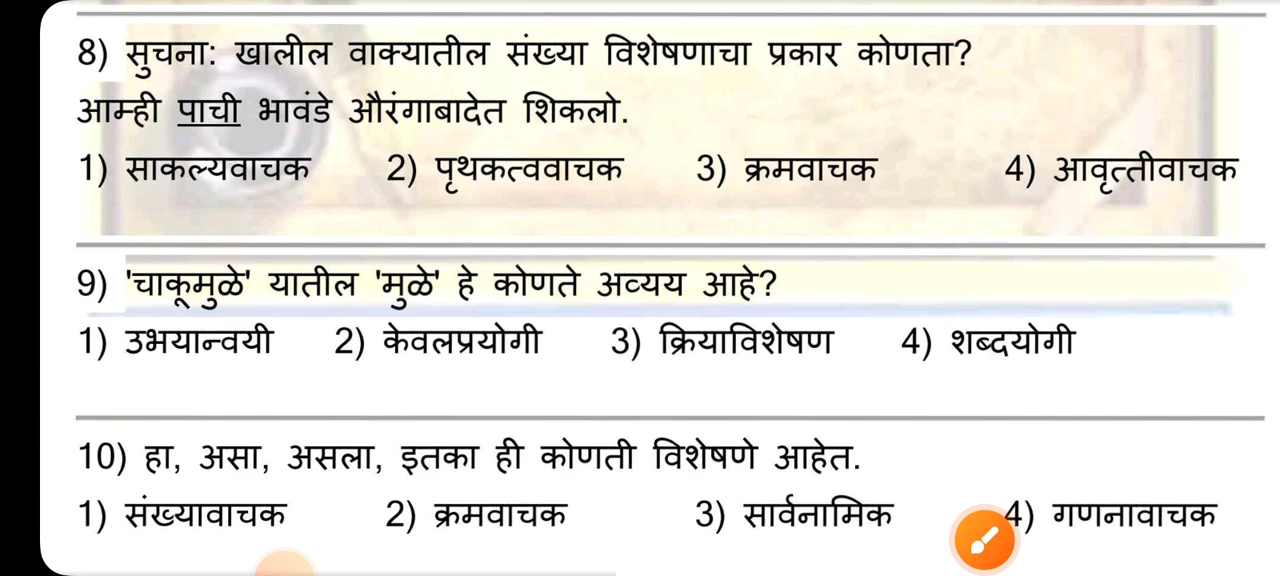 8) सुचना: खालील वाक्यातील संख्या विशेषणाचा प्रकार कोणता?
आम्ही पाची भावंडे औरंगाबादेत शिकलो.
1) साकल्यवाचक 2) पृथकत्ववाचक 3) क्रमवाचक 4) आवृत्तीवाचक
9) 'चाकूमुळे' यातील 'मुळे' हे कोणते अव्यय आहे?
1) उभयान्वयी 2) केवलप्रयोगी 3) क्रियाविशेषण 4) शब्दयोगी
10) हा, असा, असला, इतका ही कोणती विशेषणे आहेत.
1) संख्यावाचक 2) क्रमवाचक 3) सार्वनामिक 4) गणनावाचक